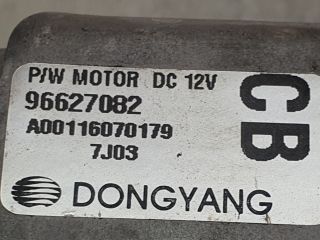 P/W MOTOR DC 12V
96627082
A00116070179
7J03
DONGYANG
CB